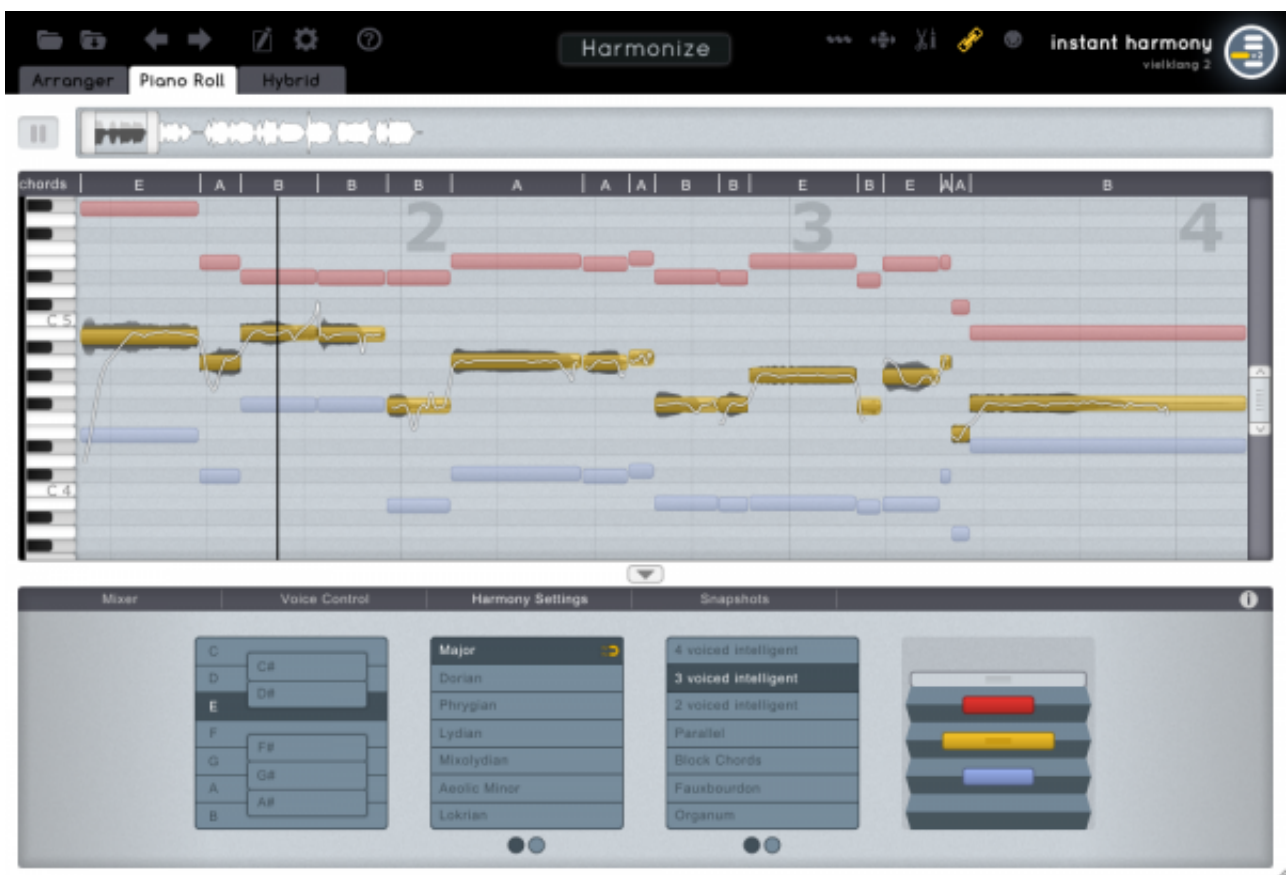 Harmonize
instant harmony
vielklang 2
Arranger Piano Roll Hybrid
chords E A B B B A A A B B E B E A A B
2 3 4
C 5
C 4
Mixer Voice Control Harmony Settings Snapshots
C
C#
D
D#
E
F
F#
G
G#
A
A#
B
Major
Dorian
Phrygian
Lydian
Mixolydian
Aeolic Minor
Lokrian
4 voiced intelligent
3 voiced intelligent
2 voiced intelligent
Parallel
Block Chords
Fauxbourdon
Organum